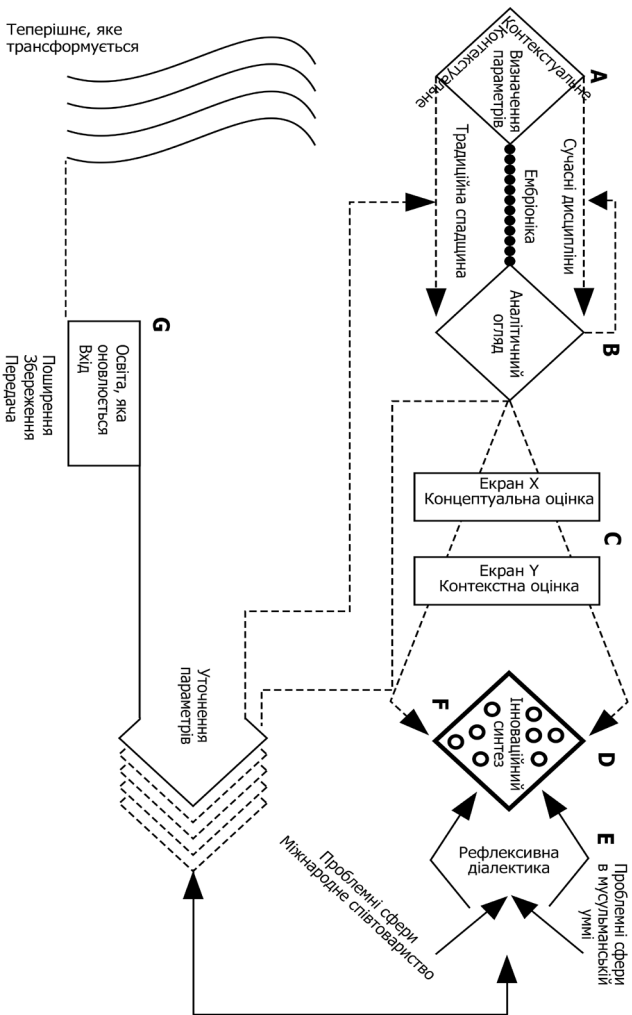 Теперішнє, яке
трансформується
A
Контекстуальне
Контекстуальне
Визначення
параметрів
Сучасні дисципліни
Ембріоніка
Традиційна спадщина
B
Аналітичний
огляд
C
Екран X
Концептуальна оцінка
Екран Y
Контекстна оцінка
D
Інноваційний
синтез
F
E
Рефлексивна
діалектика
Проблемні сфери
в мусульманській
уммі
Проблемні сфери
Міжнародне співтовариство
G
Освіта, яка
оновлюється
Вхід
Поширення
Збереження
Передача
Уточнення
параметрів